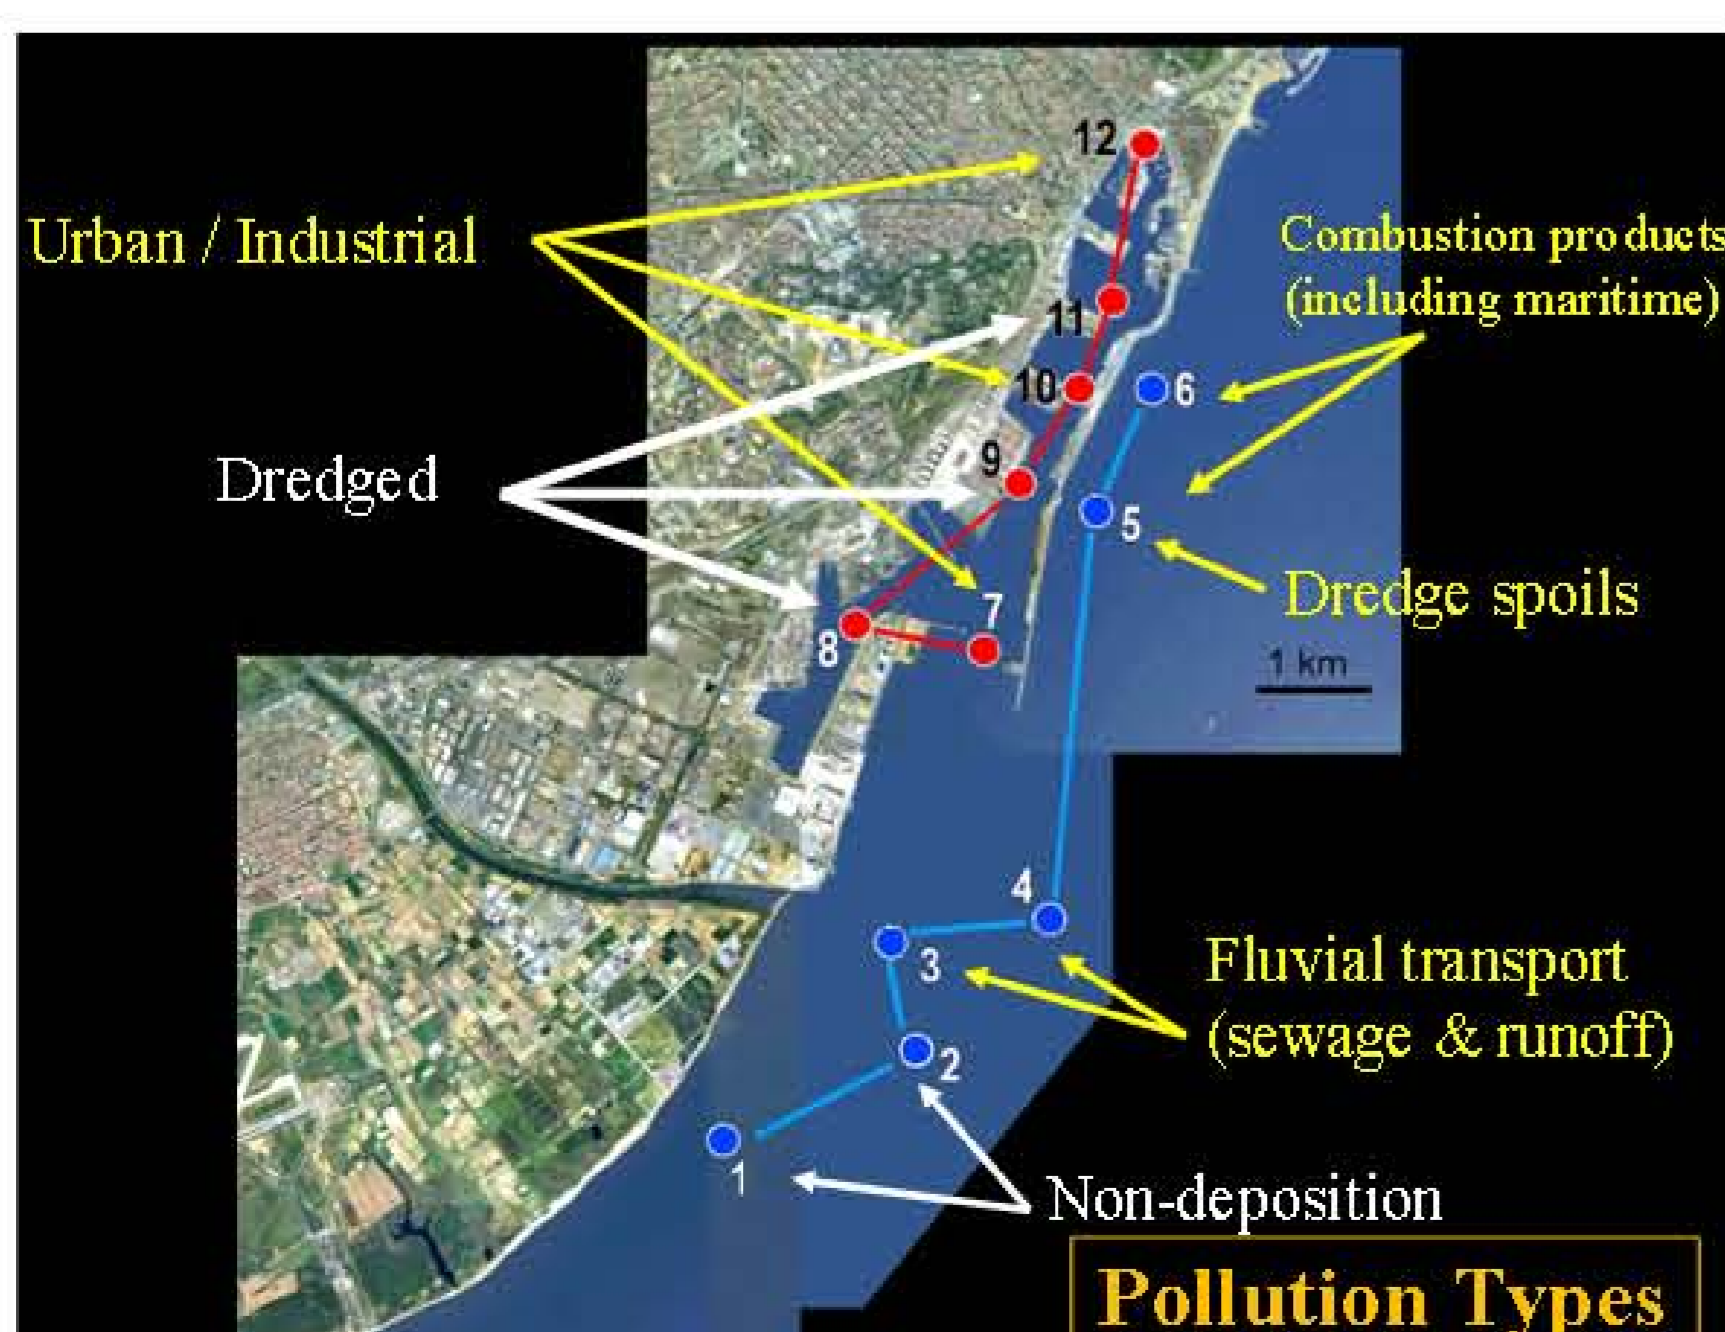 12
Urban / Industrial
Combustion products
(including maritime)
11
10
6
9
Dredged
5
Dredge spoils
7
8
1 km
4
3
Fluvial transport
(sewage & runoff)
2
1
Non-deposition
Pollution Types